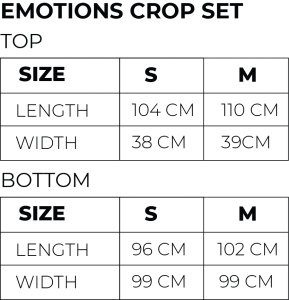 EMOTIONS CROP SET
TOP
SIZE S M
LENGTH 104 CM 110 CM
WIDTH 38 CM 39CM
BOTTOM
SIZE S M
LENGTH 96 CM 102 CM
WIDTH 99 CM 99 CM